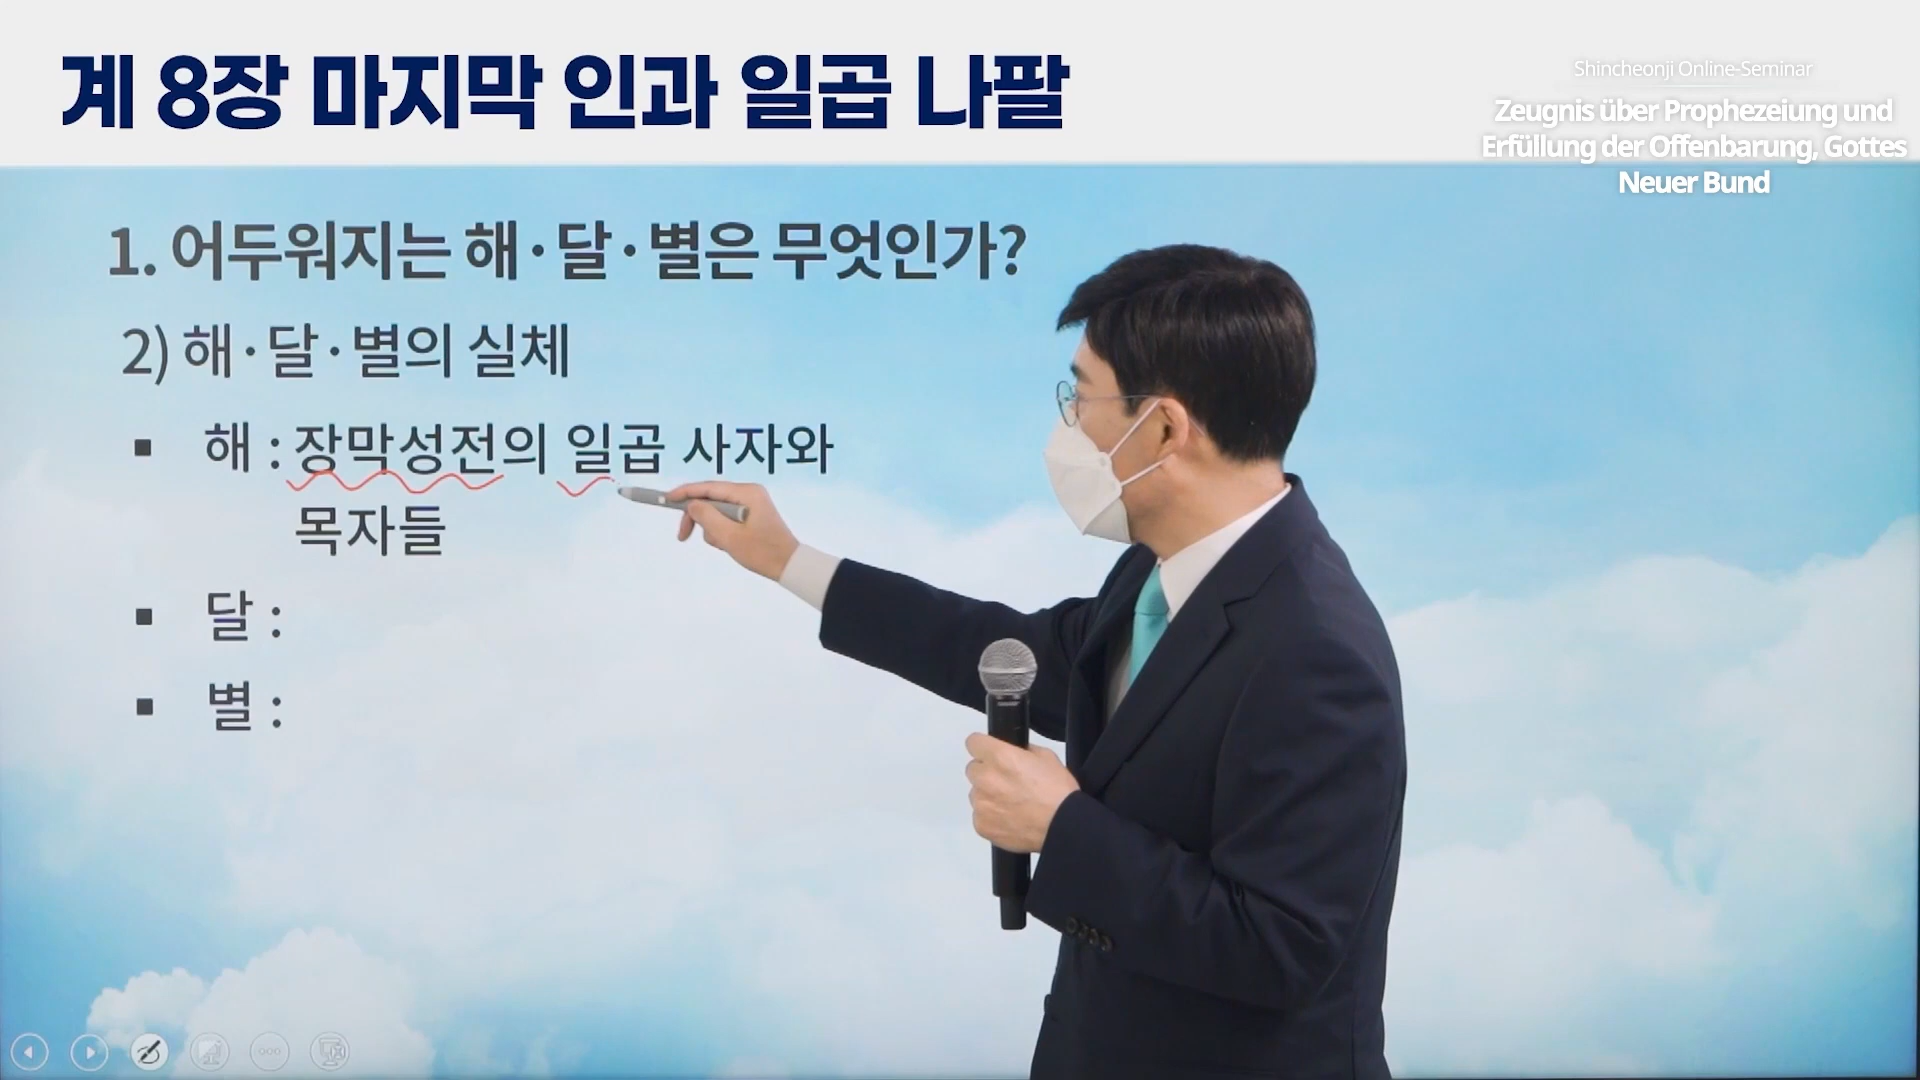 계 8장 마지막 인과 일곱 나팔
Shincheonji Online-Seminar
Zeugnis über Prophezeiung und
Erfüllung der Offenbarung, Gottes
Neuer Bund
1. 어두워지는 해·달·별은 무엇인가?
2) 해·달·별의 실체
▪ 해 : 장막성전의 일곱 사자와
목자들
▪ 달 :
▪ 별 :